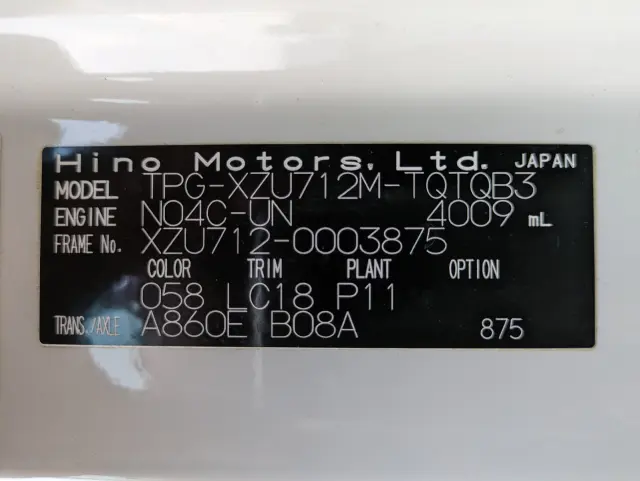 Hino Motors, Ltd. JAPAN
MODEL TPG-XZU712M-TQTQB3
ENGINE N04C-UN 4009 mL
FRAME No. XZU712-0003875
COLOR TRIM PLANT OPTION
058 LC18 P11
TRANS./AXLE A860E B08A 875